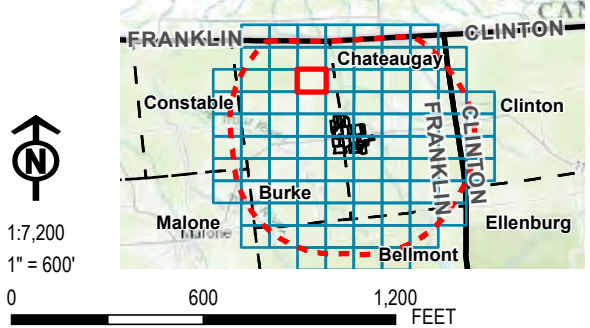 CAN
FRANKLIN
CLINTON
Chateaugay
Constable
Clinton
FRANKLIN
CLINTON
N
Burke
1:7,200
Malone
Ellenburg
Malone
1" = 600'
Bellmont
0 600 1,200
FEET